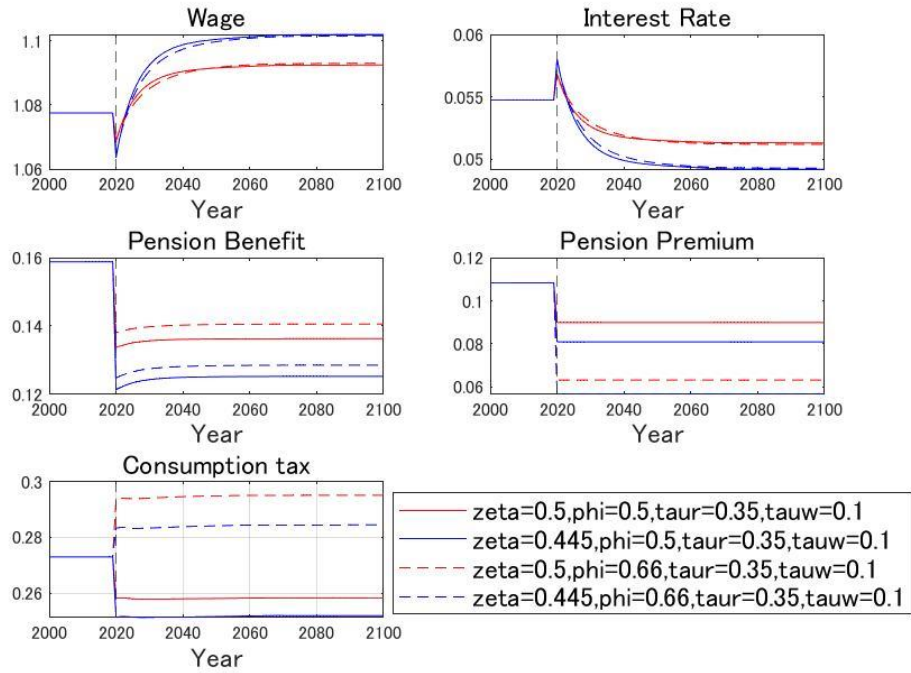 Wage
1.1
1.08
1.06
2000 2020 2040 2060 2080 2100
Year
Interest Rate
0.06
0.055
0.05
2000 2020 2040 2060 2080 2100
Year
Pension Benefit
0.16
0.14
0.12
2000 2020 2040 2060 2080 2100
Year
Pension Premium
0.12
0.1
0.08
0.06
2000 2020 2040 2060 2080 2100
Year
Consumption tax
0.3
0.28
0.26
2000 2020 2040 2060 2080 2100
Year
zeta=0.5,phi=0.5,taur=0.35,tauw=0.1
zeta=0.445,phi=0.5,taur=0.35,tauw=0.1
zeta=0.5,phi=0.66,taur=0.35,tauw=0.1
zeta=0.445,phi=0.66,taur=0.35,tauw=0.1